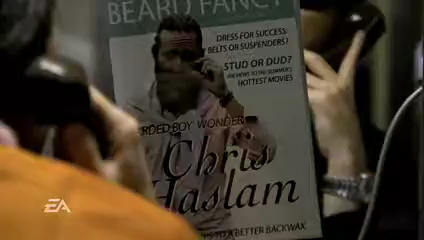 BEARD FANCY
DRESS FOR SUCCESS:
BELTS OR SUSPENDERS?
STUD OR DUD?
HOTTEST MOVIES
BOY WONDER
Chris
Haslam
TO A BETTER BACKWAX
EA